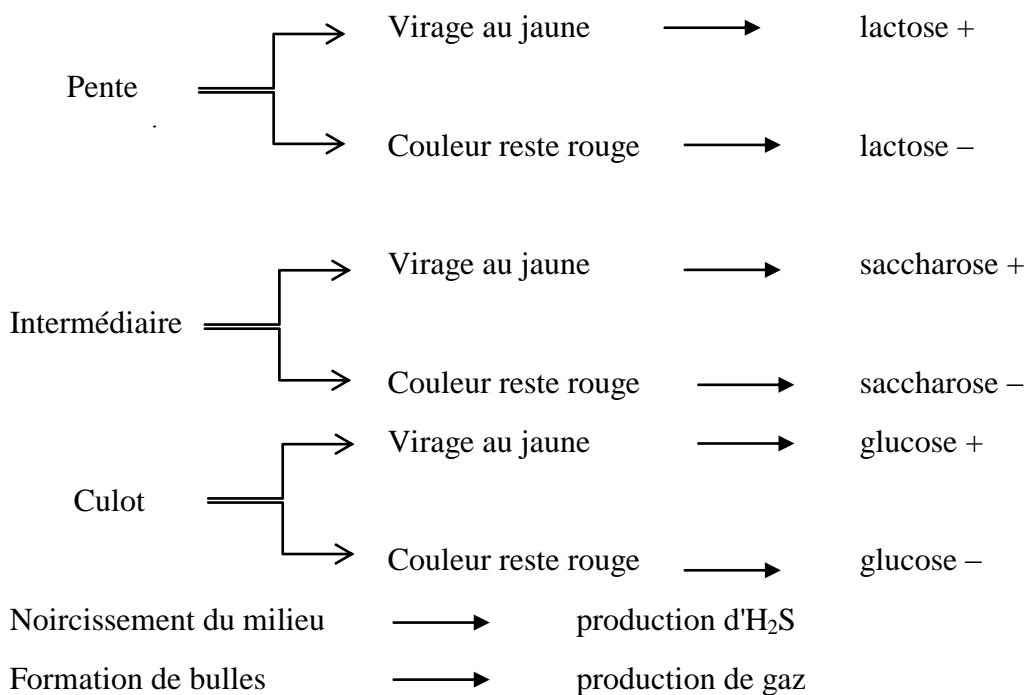 Virage au jaune lactose +
Pente
Couleur reste rouge lactose –
Virage au jaune saccharose +
Intermédiaire
Couleur reste rouge saccharose –
Virage au jaune glucose +
Culot
Couleur reste rouge glucose –
Noircissement du milieu production d'H₂S
Formation de bulles production de gaz